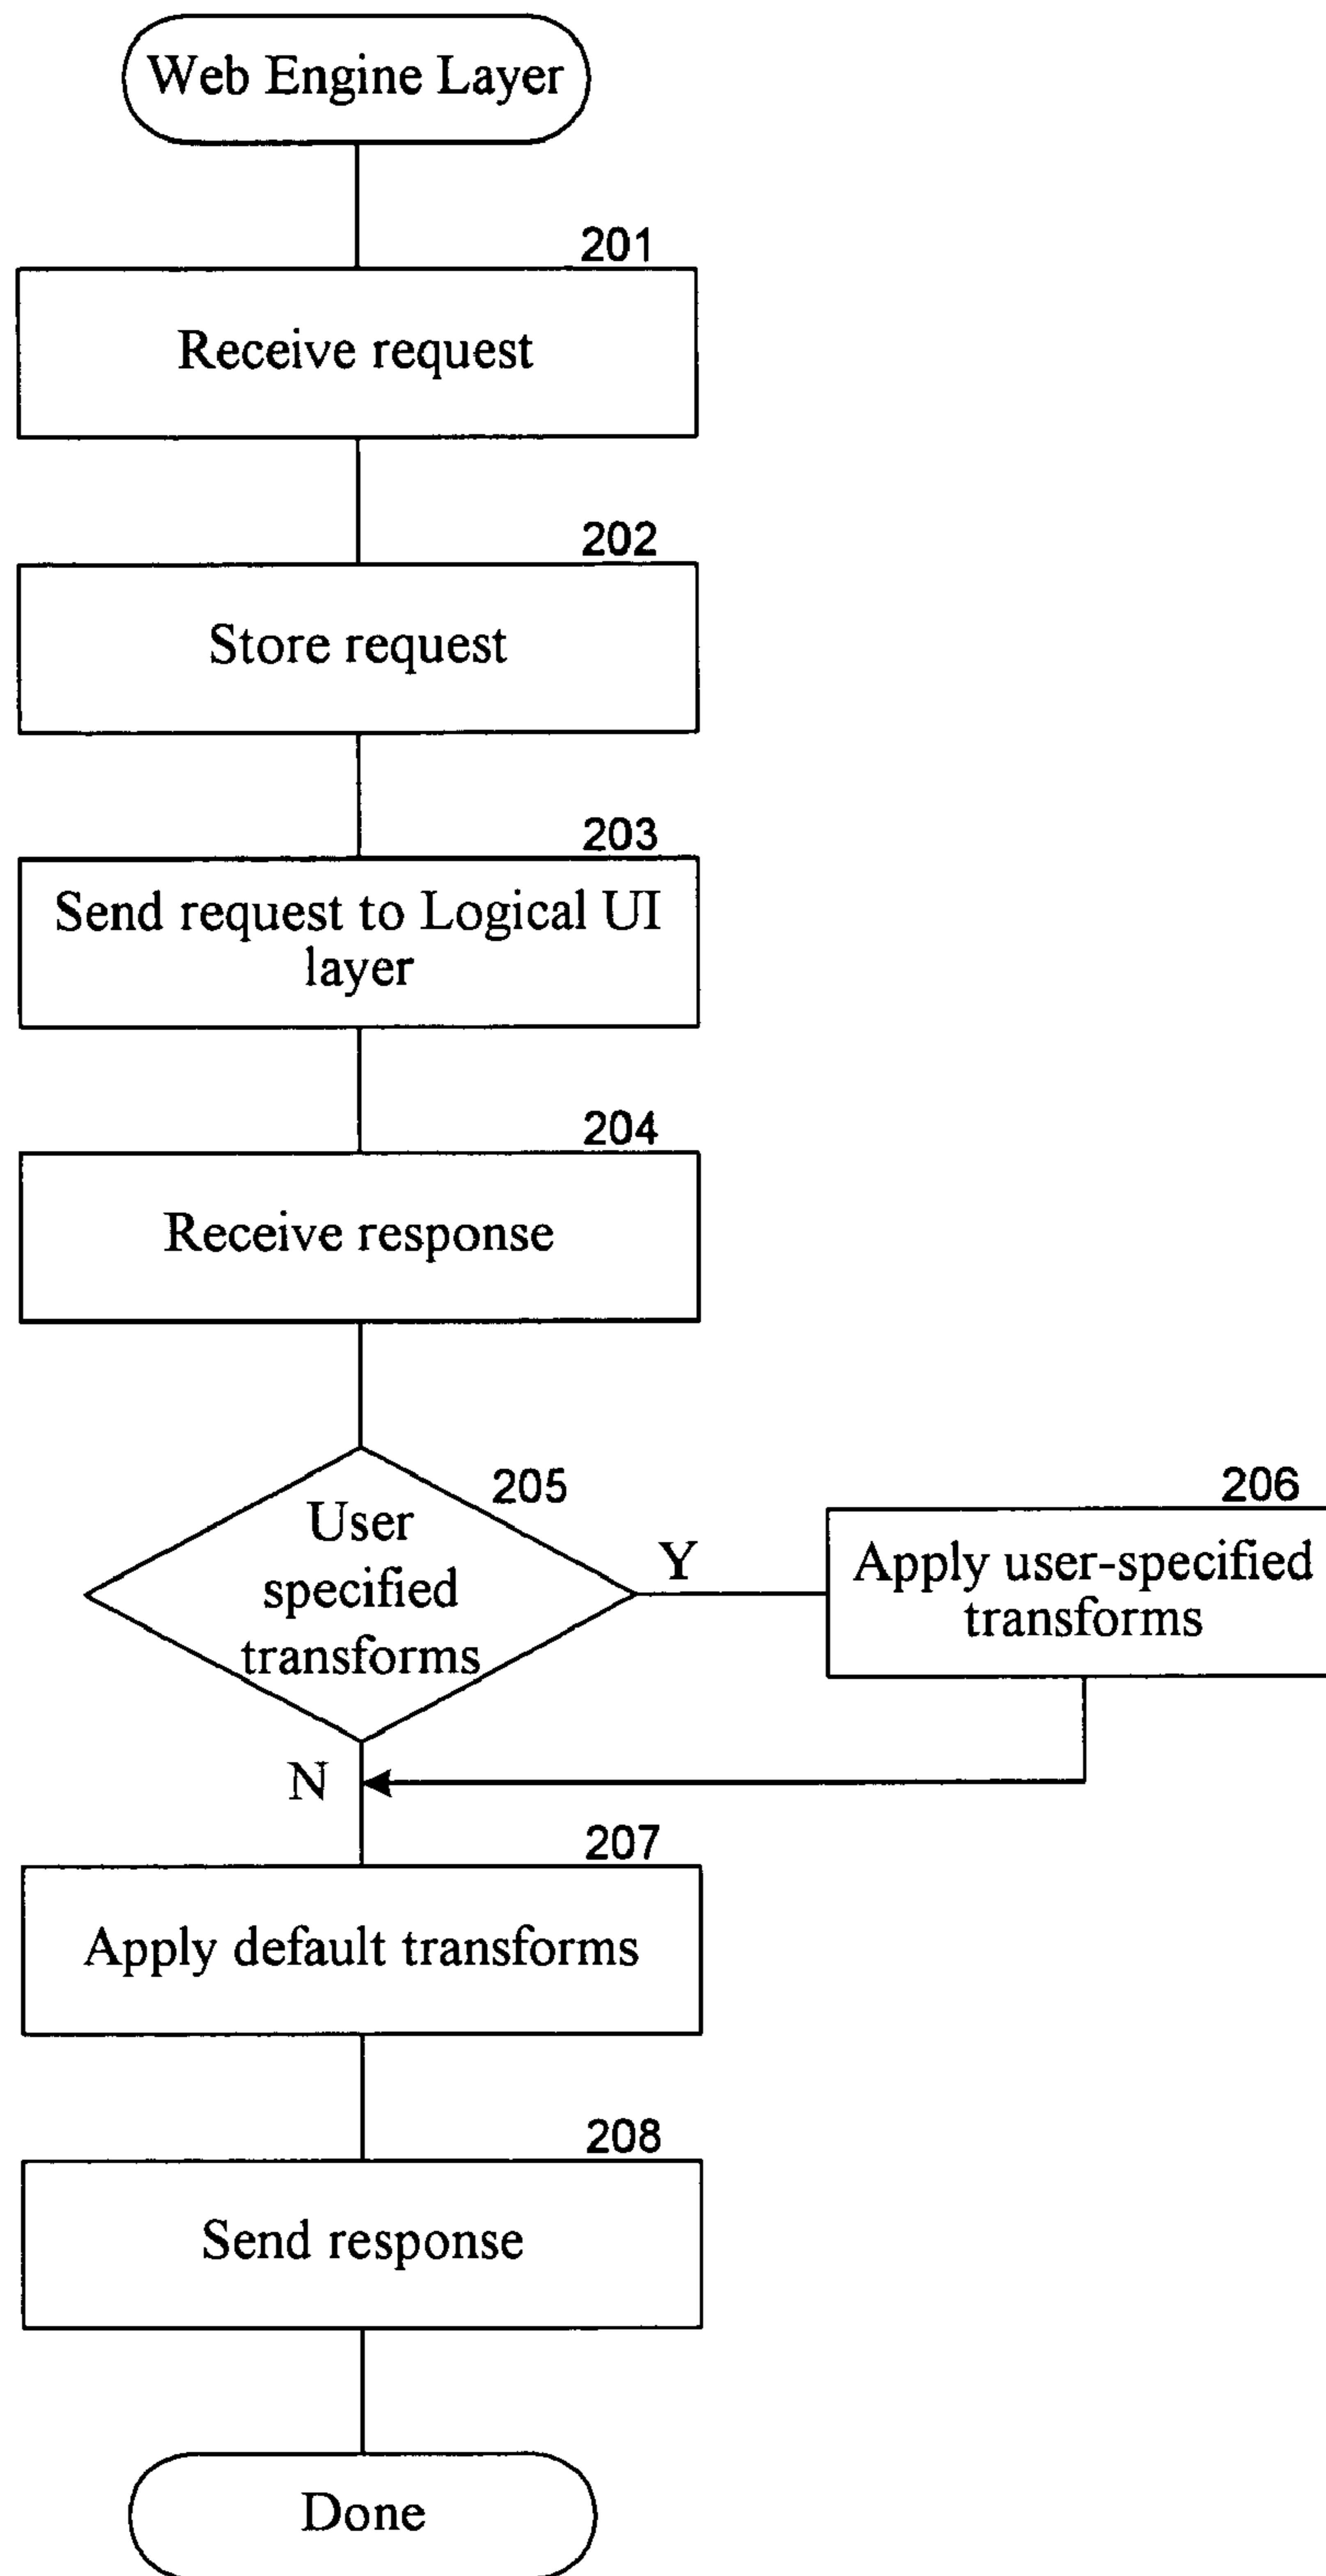 Web Engine Layer
201
Receive request
202
Store request
203
Send request to Logical UI
layer
204
Receive response
205
User
specified
transforms
Y
206
Apply user-specified
transforms
N
207
Apply default transforms
208
Send response
Done